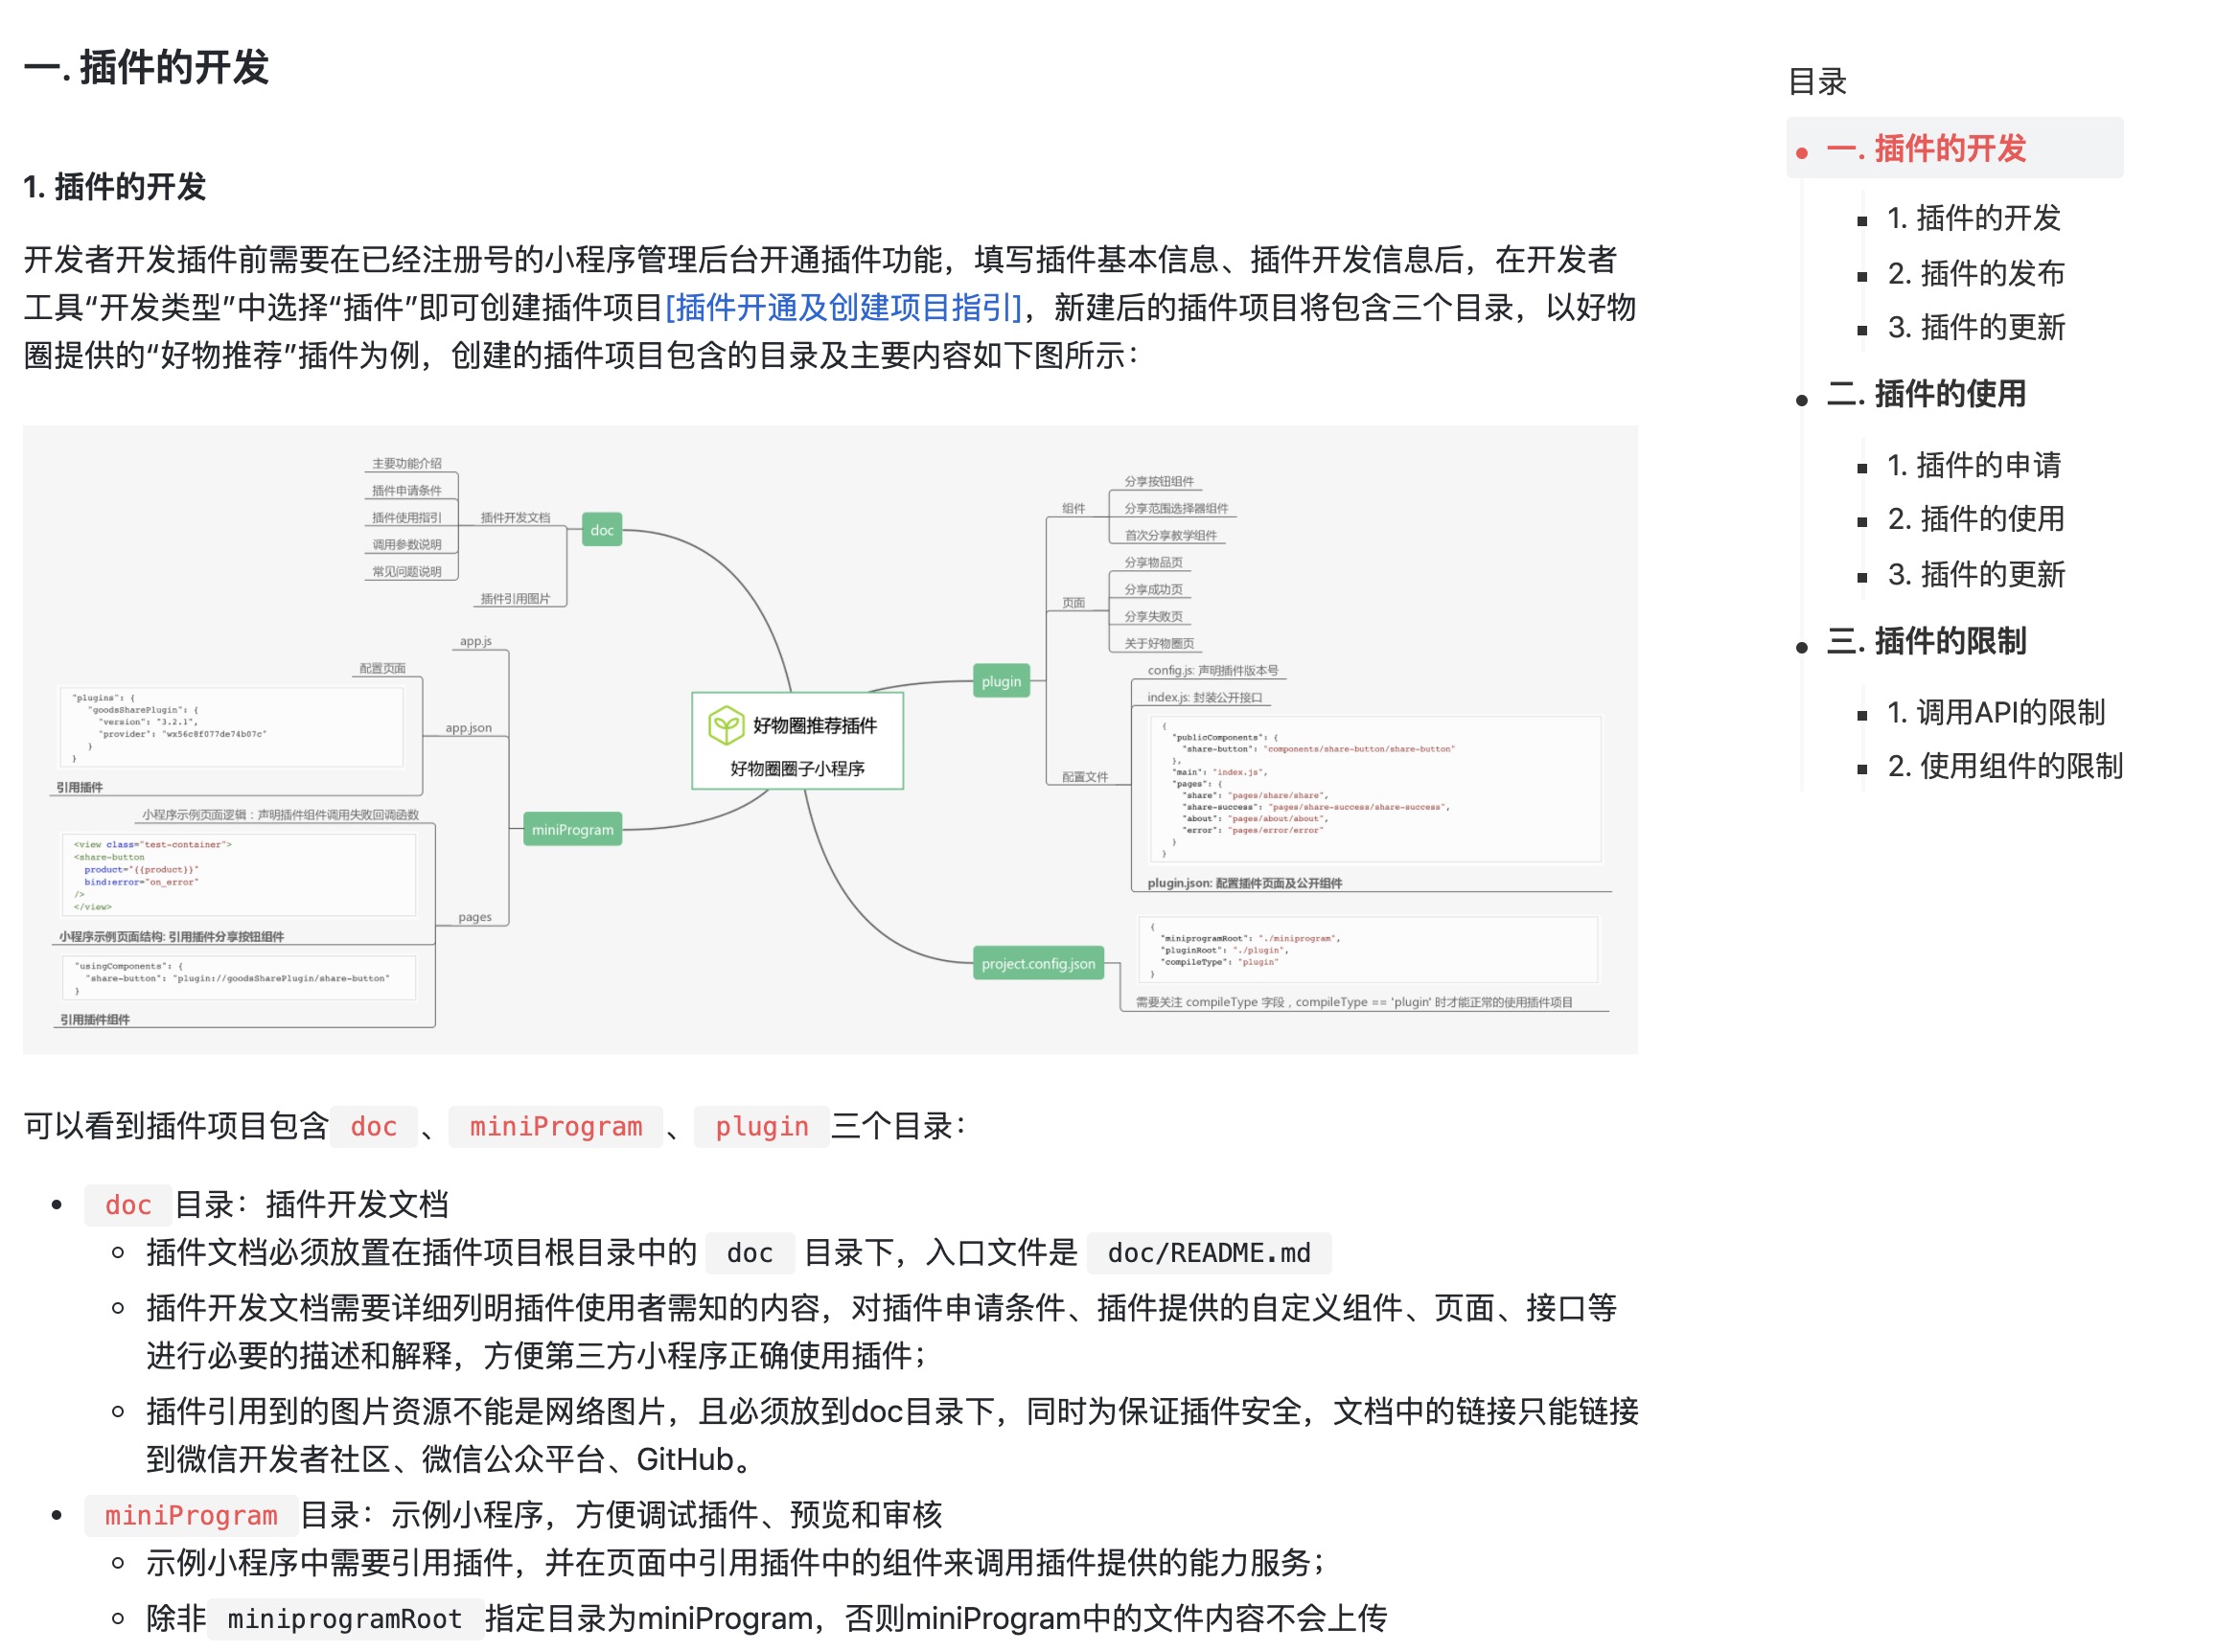 一. 插件的开发
1. 插件的开发
开发者开发插件前需要在已经注册号的小程序管理后台开通插件功能，填写插件基本信息、插件开发信息后，在开发者
工具“开发类型”中选择“插件”即可创建插件项目[插件开通及创建项目指引]，新建后的插件项目将包含三个目录，以好物
圈提供的“好物推荐”插件为例，创建的插件项目包含的目录及主要内容如下图所示：
主要功能介绍
插件申请条件
插件使用指引
调用参数说明
常见问题说明
插件开发文档
插件引用图片
doc
app.js
配置页面
"plugins": {
"goodsSharePlugin": {
"version": "3.2.1",
"provider": "wx56c8f077de74b07c"
}
}
引用插件
app.json
小程序示例页面逻辑：声明插件组件调用失败回调函数
<view class="test-container">
<share-button
product="{{product}}"
bind:error="on_error"
/>
</view>
小程序示例页面结构: 引用插件分享按钮组件
"usingComponents": {
"share-button": "plugin://goodsSharePlugin/share-button"
}
引用插件组件
pages
miniProgram
好物圈推荐插件
好物圈圈子小程序
plugin
组件
分享按钮组件
分享范围选择器组件
首次分享教学组件
页面
分享物品页
分享成功页
分享失败页
关于好物圈页
配置文件
config.js: 声明插件版本号
index.js: 封装公开接口
{
"publicComponents": {
"share-button": "components/share-button/share-button"
},
"main": "index.js",
"pages": {
"share": "pages/share/share",
"share-success": "pages/share-success/share-success",
"about": "pages/about/about",
"error": "pages/error/error"
}
}
plugin.json: 配置插件页面及公开组件
project.config.json
{
"miniprogramRoot": "./miniprogram",
"pluginRoot": "./plugin",
"compileType": "plugin"
}
需要关注 compileType 字段，compileType == 'plugin' 时才能正常的使用插件项目
可以看到插件项目包含 doc 、 miniProgram 、 plugin 三个目录：
• doc 目录：插件开发文档
◦ 插件文档必须放置在插件项目根目录中的 doc 目录下，入口文件是 doc/README.md
◦ 插件开发文档需要详细列明插件使用者需知的内容，对插件申请条件、插件提供的自定义组件、页面、接口等
进行必要的描述和解释，方便第三方小程序正确使用插件；
◦ 插件引用到的图片资源不能是网络图片，且必须放到doc目录下，同时为保证插件安全，文档中的链接只能链接
到微信开发者社区、微信公众平台、GitHub。
• miniProgram 目录：示例小程序，方便调试插件、预览和审核
◦ 示例小程序中需要引用插件，并在页面中引用插件中的组件来调用插件提供的能力服务；
◦ 除非 miniprogramRoot 指定目录为miniProgram，否则miniProgram中的文件内容不会上传
目录
一. 插件的开发
1. 插件的开发
2. 插件的发布
3. 插件的更新
二. 插件的使用
1. 插件的申请
2. 插件的使用
3. 插件的更新
三. 插件的限制
1. 调用API的限制
2. 使用组件的限制